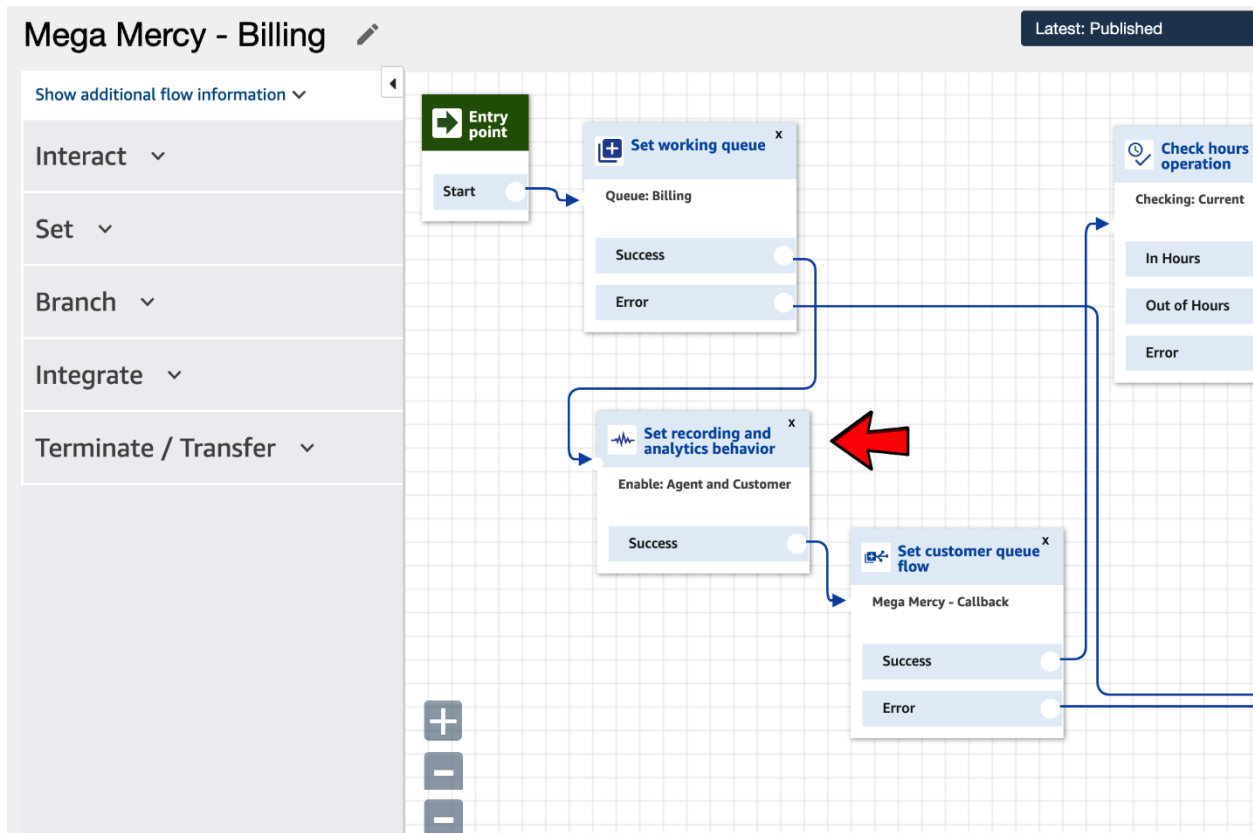 Mega Mercy - Billing
Latest: Published
Show additional flow information
Interact
Set
Branch
Integrate
Terminate / Transfer
Entry
point
Start
x
Set working queue
Queue: Billing
Success
Error
x
Set recording and
analytics behavior
Enable: Agent and Customer
Success
x
Set customer queue
flow
Mega Mercy - Callback
Success
Error
Check hours
operation
Checking: Current
In Hours
Out of Hours
Error